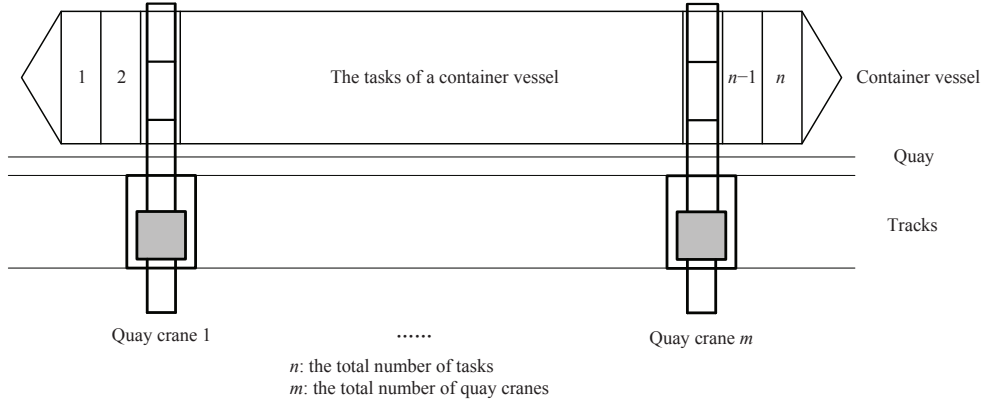 1 2 The tasks of a container vessel n−1 n Container vessel
Quay
Tracks
Quay crane 1 ...... Quay crane m
n: the total number of tasks
m: the total number of quay cranes